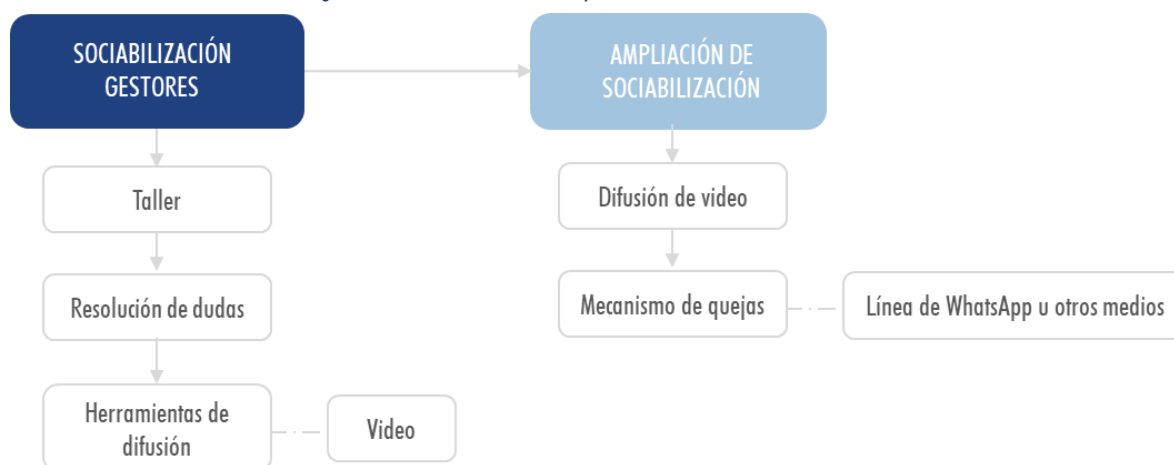 SOCIABILIZACIÓN
GESTORES
AMPLIACIÓN DE
SOCIABILIZACIÓN
Taller
Difusión de video
Resolución de dudas
Mecanismo de quejas
Línea de WhatsApp u otros medios
Herramientas de
difusión
Video